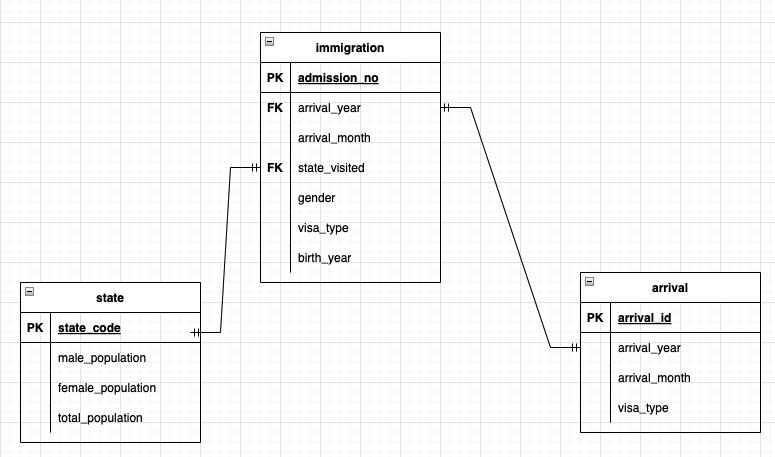 immigration
PK admission_no
FK arrival_year
arrival_month
FK state_visited
gender
visa_type
birth_year
state
PK state_code
male_population
female_population
total_population
arrival
PK arrival_id
arrival_year
arrival_month
visa_type